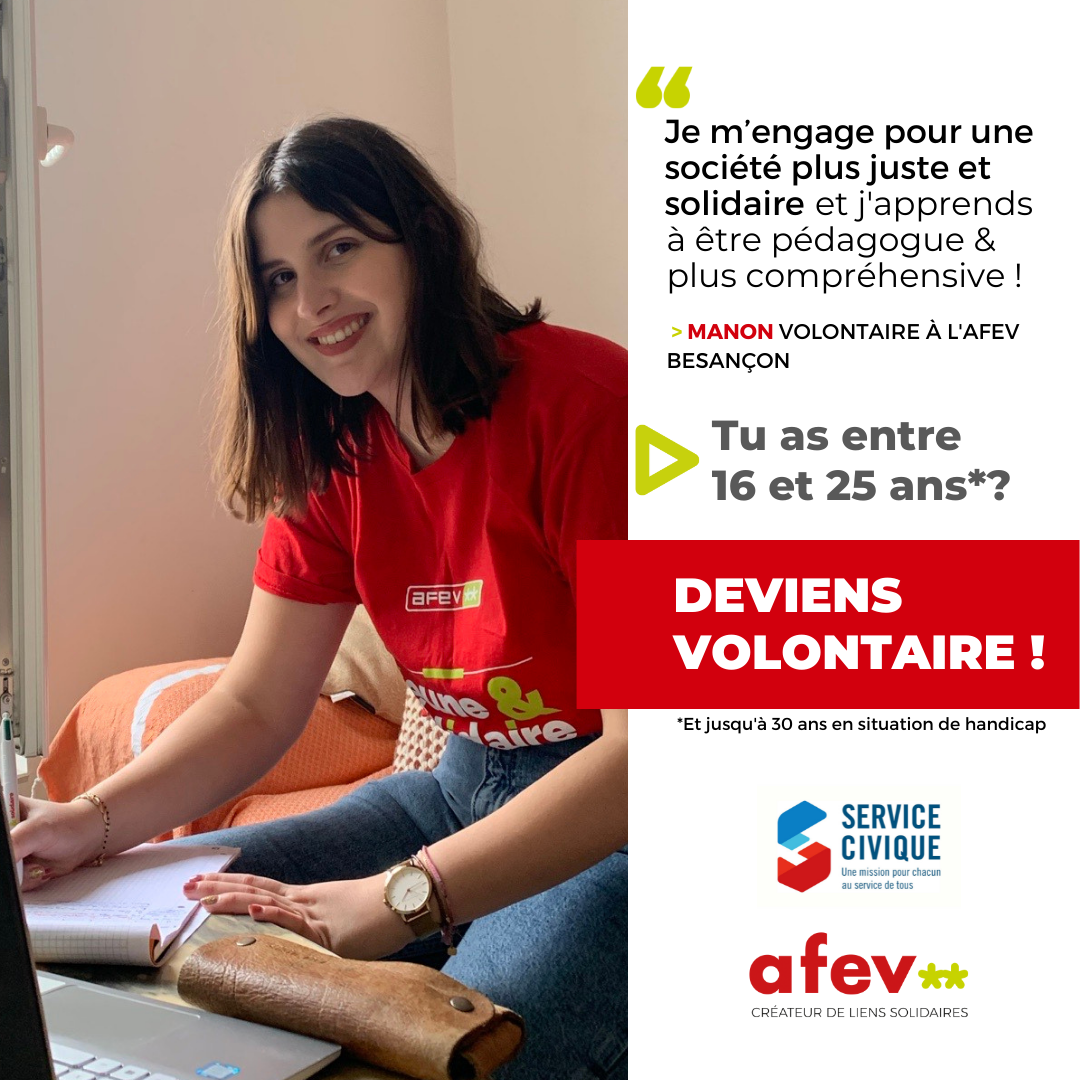 “
Je m’engage pour une
société plus juste et
solidaire et j'apprends
à être pédagogue &
plus compréhensive !
> MANON VOLONTAIRE À L'AFEV
BESANÇON
Tu as entre
16 et 25 ans*?
DEVIENS
VOLONTAIRE !
*Et jusqu'à 30 ans en situation de handicap
SERVICE
CIVIQUE
Une mission pour chacun
au service de tous
afev**
CRÉATEUR DE LIENS SOLIDAIRES
afev**
&